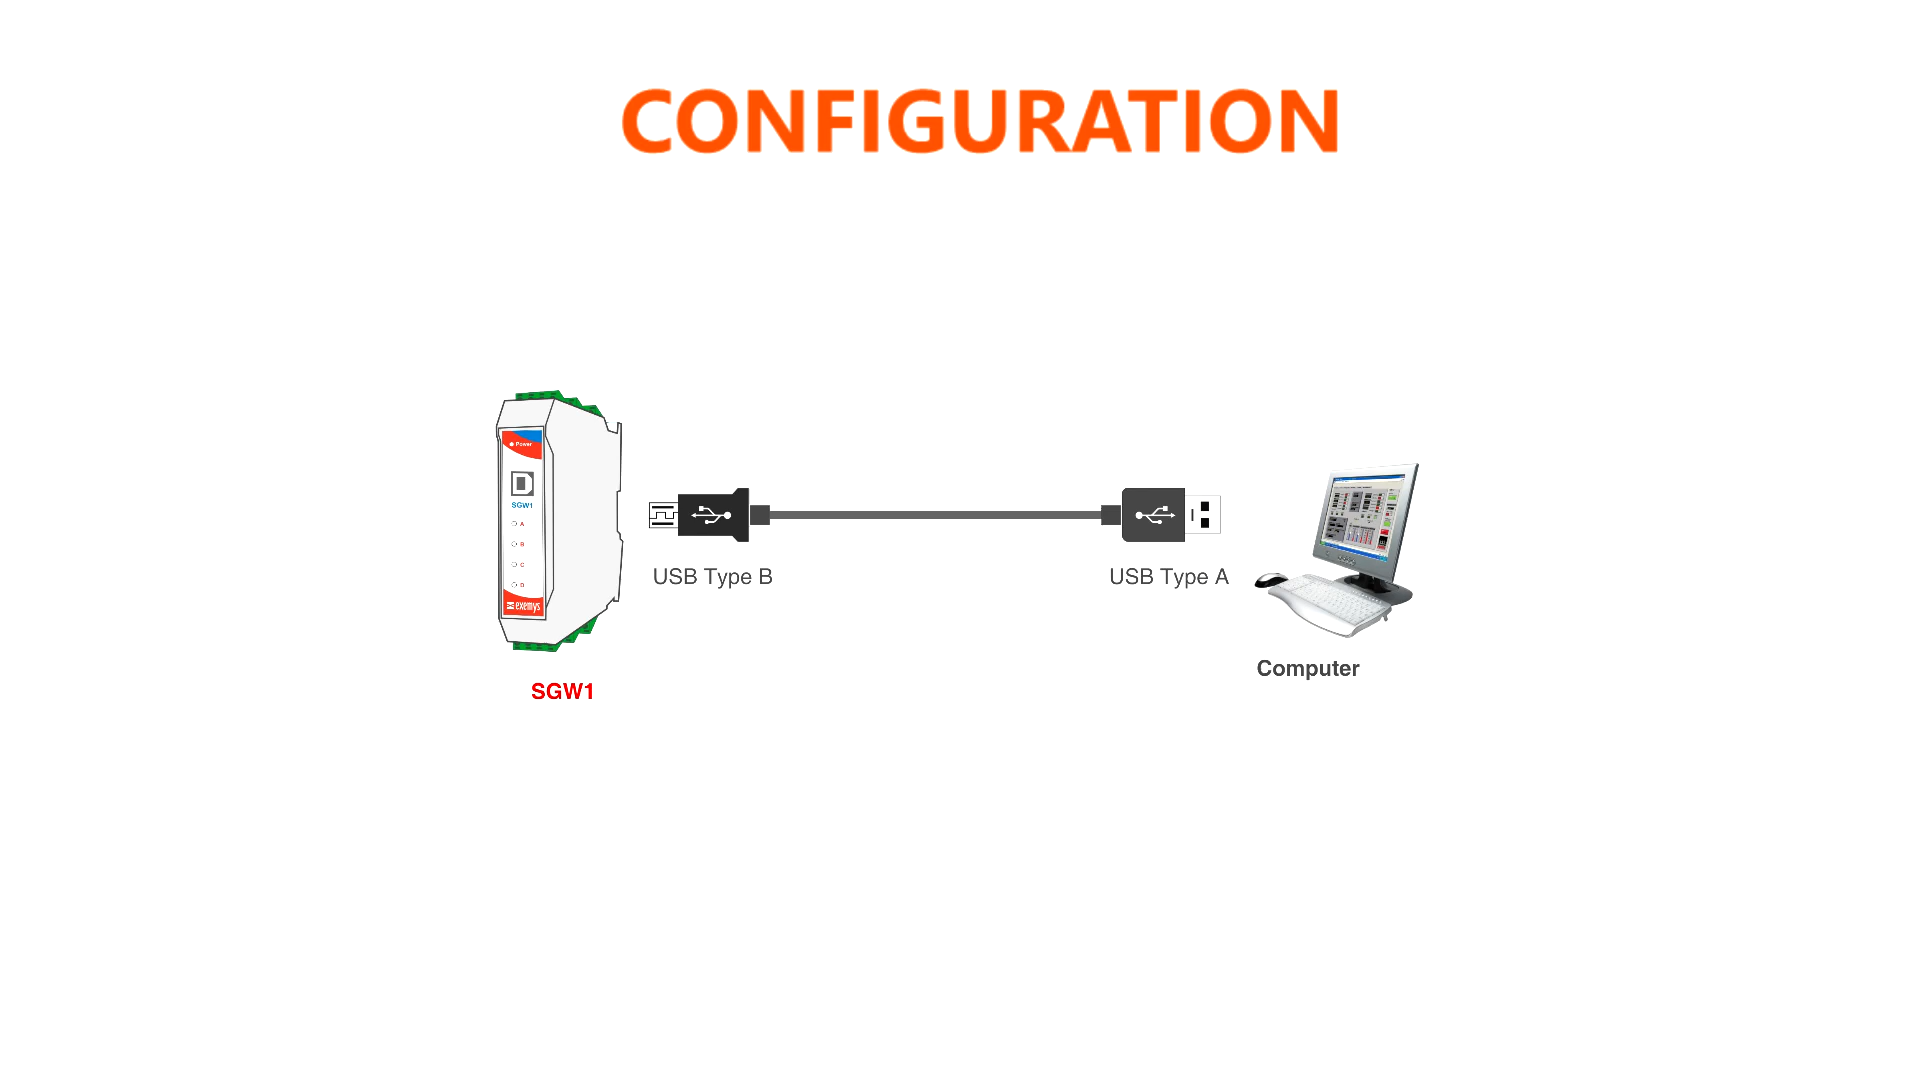 CONFIGURATION
Power
SGW1
A
B
C
D
exemys
USB Type B
USB Type A
SGW1
Computer